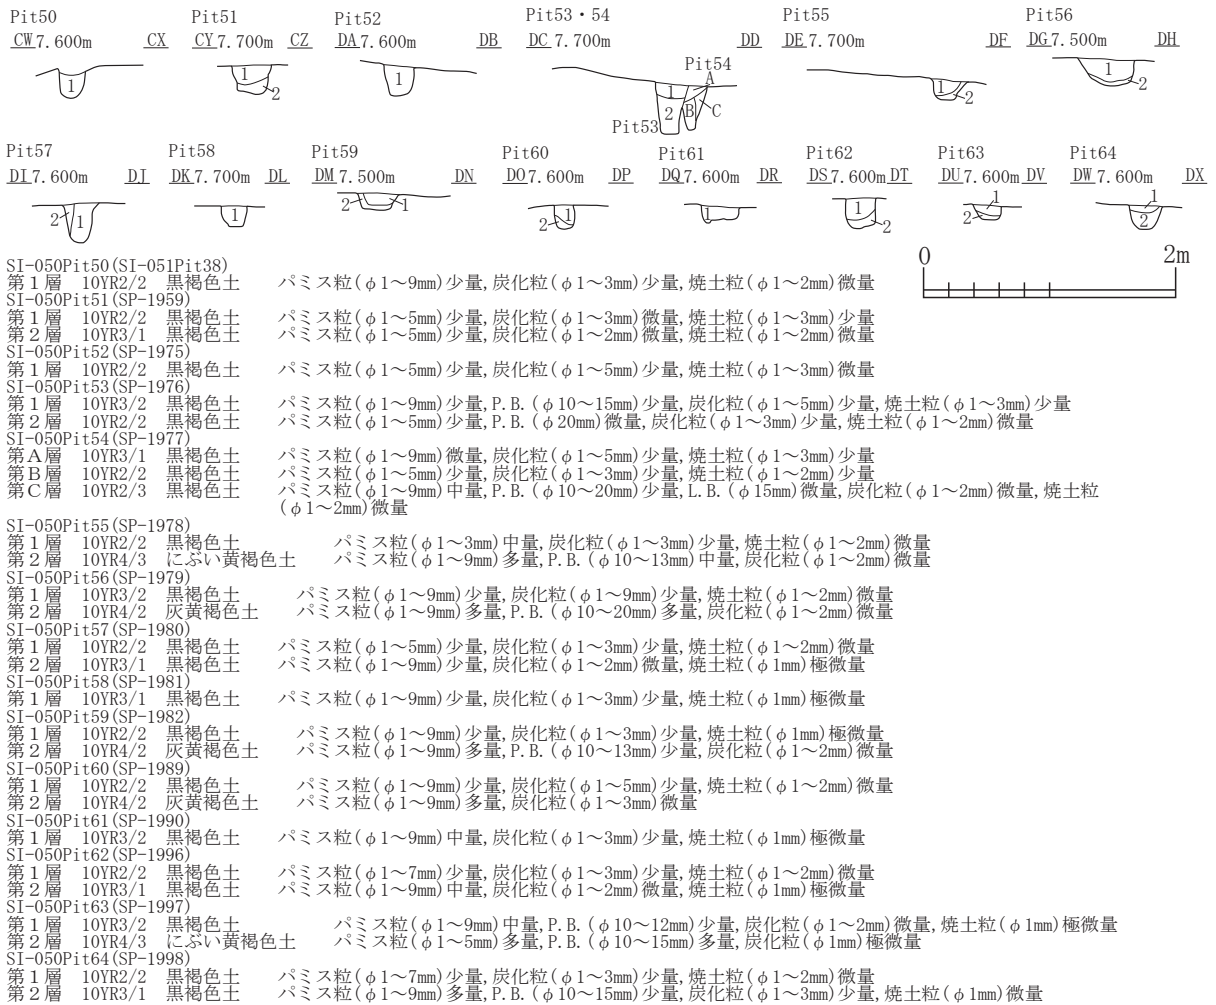 Pit50 Pit51 Pit52 Pit53・54 Pit55 Pit56
CW 7.600m CX CY 7.700m CZ DA 7.600m DB DC 7.700m DD DE 7.700m DF DG 7.500m DH
Pit54
1 1 2 1 A 1 2 1 2
2 B C
Pit53
Pit57 Pit58 Pit59 Pit60 Pit61 Pit62 Pit63 Pit64
DI 7.600m DJ DK 7.700m DL DM 7.500m DN DO 7.600m DP DQ 7.600m DR DS 7.600m DT DU 7.600m DV DW 7.600m DX
2 1 1 2 1 1 2 1 1 2 1 2 1 2
0 2m
SI-050Pit50(SI-051Pit38)
第1層 10YR2/2 黒褐色土 パミス粒(φ1～9mm)少量,炭化粒(φ1～3mm)少量,焼土粒(φ1～2mm)微量
SI-050Pit51(SP-1959)
第1層 10YR2/2 黒褐色土 パミス粒(φ1～5mm)少量,炭化粒(φ1～3mm)微量,焼土粒(φ1～3mm)少量
第2層 10YR3/1 黒褐色土 パミス粒(φ1～5mm)少量,炭化粒(φ1～2mm)微量,焼土粒(φ1～2mm)微量
SI-050Pit52(SP-1975)
第1層 10YR2/2 黒褐色土 パミス粒(φ1～5mm)少量,炭化粒(φ1～5mm)少量,焼土粒(φ1～3mm)微量
SI-050Pit53(SP-1976)
第1層 10YR3/2 黒褐色土 パミス粒(φ1～9mm)少量,P.B.(φ10～15mm)少量,炭化粒(φ1～5mm)少量,焼土粒(φ1～3mm)少量
第2層 10YR2/2 黒褐色土 パミス粒(φ1～5mm)少量,P.B.(φ20mm)微量,炭化粒(φ1～3mm)少量,焼土粒(φ1～2mm)微量
SI-050Pit54(SP-1977)
第A層 10YR3/1 黒褐色土 パミス粒(φ1～9mm)微量,炭化粒(φ1～5mm)少量,焼土粒(φ1～3mm)少量
第B層 10YR2/2 黒褐色土 パミス粒(φ1～5mm)少量,炭化粒(φ1～3mm)少量,焼土粒(φ1～2mm)少量
第C層 10YR2/3 黒褐色土 パミス粒(φ1～9mm)中量,P.B.(φ10～20mm)少量,L.B.(φ15mm)微量,炭化粒(φ1～2mm)微量,焼土粒
(φ1～2mm)微量
SI-050Pit55(SP-1978)
第1層 10YR2/2 黒褐色土 パミス粒(φ1～3mm)中量,炭化粒(φ1～3mm)少量,焼土粒(φ1～2mm)微量
第2層 10YR4/3 にぶい黄褐色土 パミス粒(φ1～9mm)多量,P.B.(φ10～13mm)中量,炭化粒(φ1～2mm)微量
SI-050Pit56(SP-1979)
第1層 10YR3/2 黒褐色土 パミス粒(φ1～9mm)少量,炭化粒(φ1～9mm)少量,焼土粒(φ1～2mm)微量
第2層 10YR4/2 灰黄褐色土 パミス粒(φ1～9mm)多量,P.B.(φ10～20mm)多量,炭化粒(φ1～2mm)微量
SI-050Pit57(SP-1980)
第1層 10YR2/2 黒褐色土 パミス粒(φ1～5mm)少量,炭化粒(φ1～3mm)少量,焼土粒(φ1～2mm)微量
第2層 10YR3/1 黒褐色土 パミス粒(φ1～9mm)少量,炭化粒(φ1～2mm)微量,焼土粒(φ1mm)極微量
SI-050Pit58(SP-1981)
第1層 10YR3/1 黒褐色土 パミス粒(φ1～9mm)少量,炭化粒(φ1～3mm)少量,焼土粒(φ1mm)極微量
SI-050Pit59(SP-1982)
第1層 10YR2/2 黒褐色土 パミス粒(φ1～9mm)少量,炭化粒(φ1～3mm)少量,焼土粒(φ1mm)極微量
第2層 10YR4/2 灰黄褐色土 パミス粒(φ1～9mm)多量,P.B.(φ10～13mm)少量,炭化粒(φ1～2mm)微量
SI-050Pit60(SP-1989)
第1層 10YR2/2 黒褐色土 パミス粒(φ1～9mm)少量,炭化粒(φ1～5mm)少量,焼土粒(φ1～2mm)微量
第2層 10YR4/2 灰黄褐色土 パミス粒(φ1～9mm)多量,炭化粒(φ1～3mm)微量
SI-050Pit61(SP-1990)
第1層 10YR3/2 黒褐色土 パミス粒(φ1～9mm)中量,炭化粒(φ1～3mm)少量,焼土粒(φ1mm)極微量
SI-050Pit62(SP-1996)
第1層 10YR2/2 黒褐色土 パミス粒(φ1～7mm)少量,炭化粒(φ1～3mm)少量,焼土粒(φ1～2mm)微量
第2層 10YR3/1 黒褐色土 パミス粒(φ1～9mm)中量,炭化粒(φ1～2mm)微量,焼土粒(φ1mm)極微量
SI-050Pit63(SP-1997)
第1層 10YR3/2 黒褐色土 パミス粒(φ1～9mm)中量,P.B.(φ10～12mm)少量,炭化粒(φ1～2mm)微量,焼土粒(φ1mm)極微量
第2層 10YR4/3 にぶい黄褐色土 パミス粒(φ1～5mm)多量,P.B.(φ10～15mm)多量,炭化粒(φ1mm)極微量
SI-050Pit64(SP-1998)
第1層 10YR2/2 黒褐色土 パミス粒(φ1～7mm)少量,炭化粒(φ1～3mm)少量,焼土粒(φ1～2mm)微量
第2層 10YR3/1 黒褐色土 パミス粒(φ1～9mm)多量,P.B.(φ10～15mm)少量,炭化粒(φ1～3mm)少量,焼土粒(φ1mm)微量